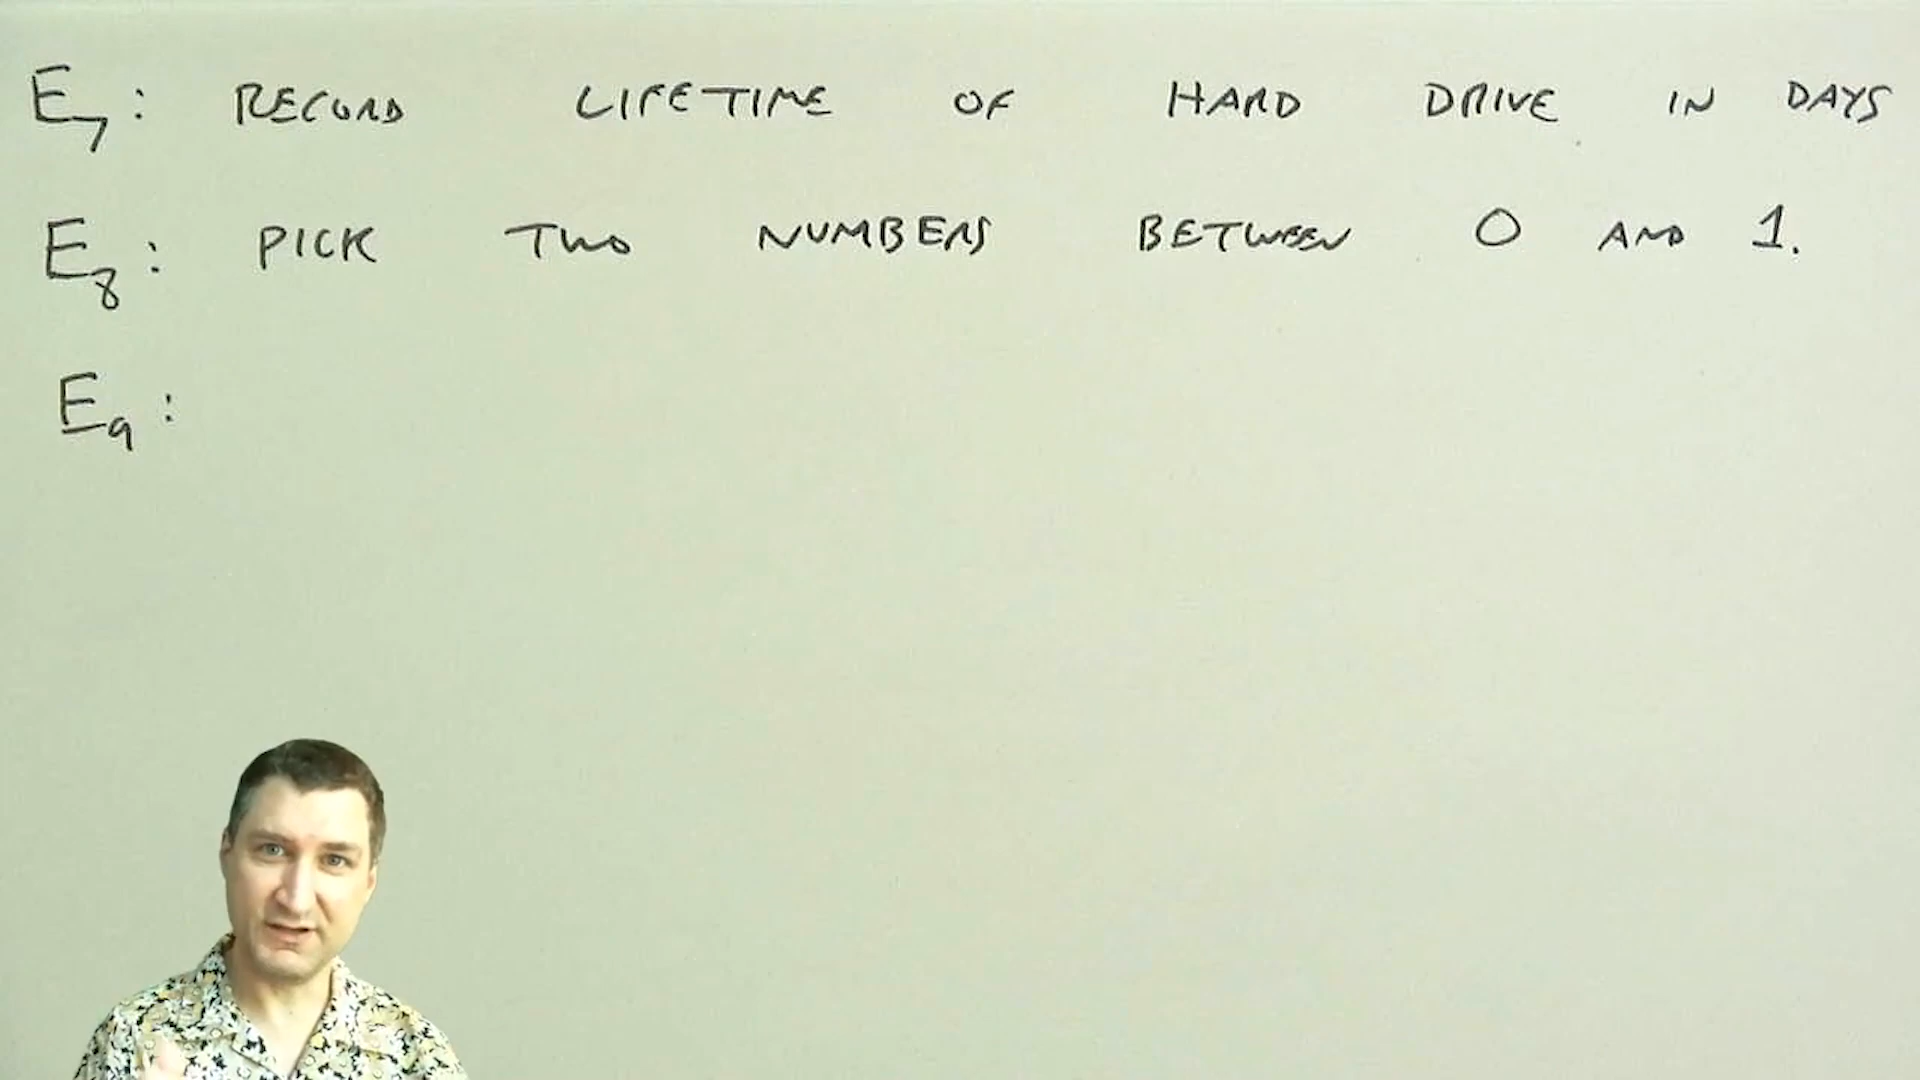 E7: RECORD LIFETIME OF HARD DRIVE IN DAYS
E8: PICK TWO NUMBERS BETWEEN 0 AND 1.
E9: